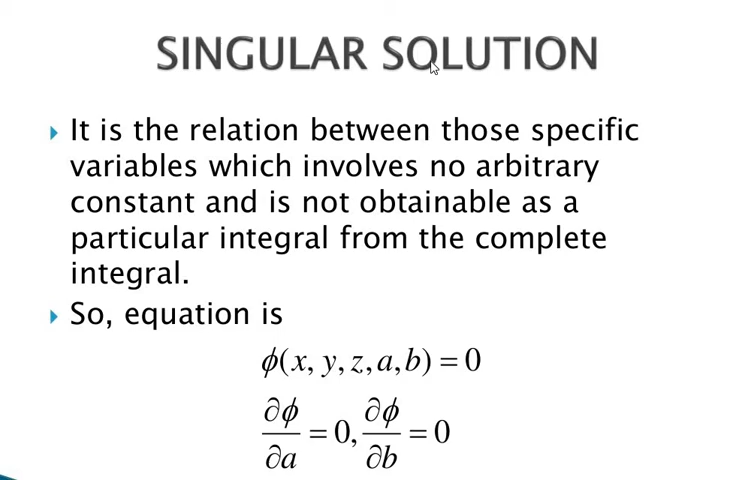 SINGULAR SOLUTION
It is the relation between those specific
variables which involves no arbitrary
constant and is not obtainable as a
particular integral from the complete
integral.
So, equation is
ϕ(x, y, z, a, b) = 0
∂ϕ/∂a = 0, ∂ϕ/∂b = 0